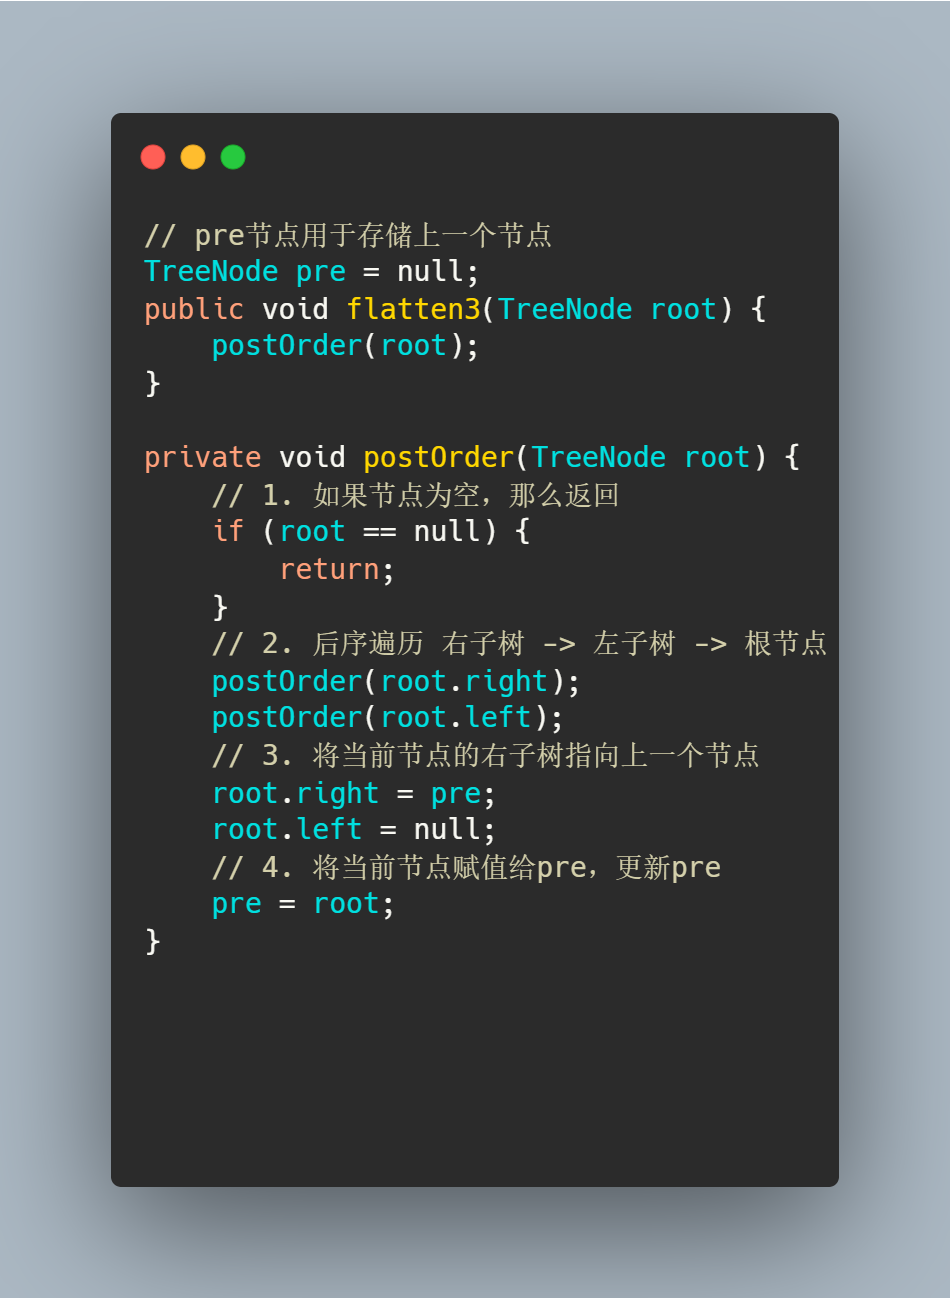 // pre节点用于存储上一个节点
TreeNode pre = null;
public void flatten3(TreeNode root) {
    postOrder(root);
}

private void postOrder(TreeNode root) {
    // 1. 如果节点为空，那么返回
    if (root == null) {
        return;
    }
    // 2. 后序遍历 右子树 -> 左子树 -> 根节点
    postOrder(root.right);
    postOrder(root.left);
    // 3. 将当前节点的右子树指向上一个节点
    root.right = pre;
    root.left = null;
    // 4. 将当前节点赋值给pre，更新pre
    pre = root;
}